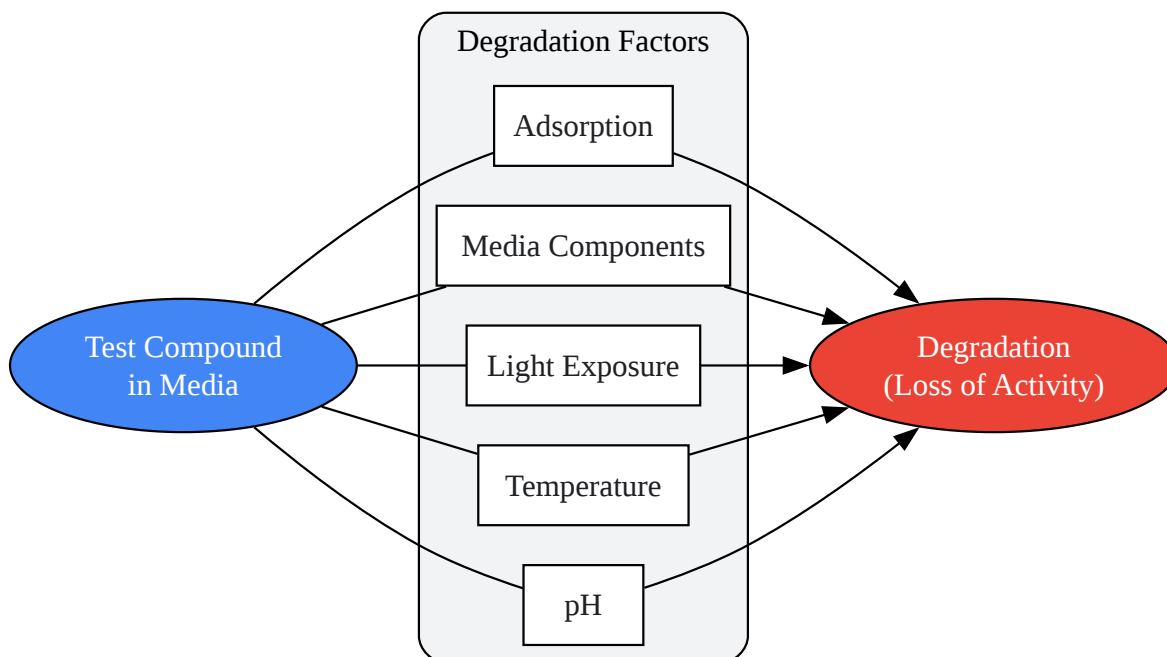 Degradation Factors
Adsorption
Media Components
Test Compound
in Media
Light Exposure
Degradation
(Loss of Activity)
Temperature
pH